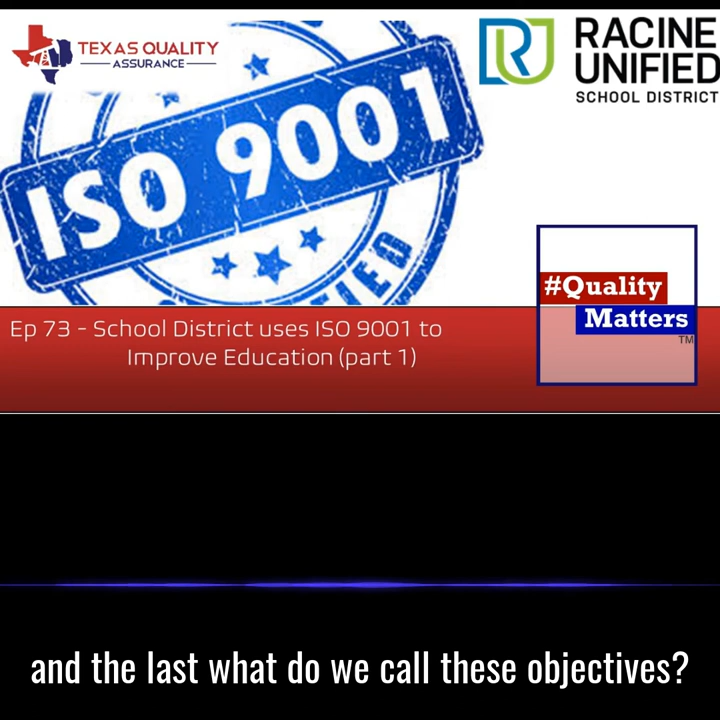 TEXAS QUALITY
ASSURANCE
RACINE
UNIFIED
SCHOOL DISTRICT
ISO 9001
#Quality
Matters
TM
Ep 73 - School District uses ISO 9001 to
Improve Education (part 1)
and the last what do we call these objectives?